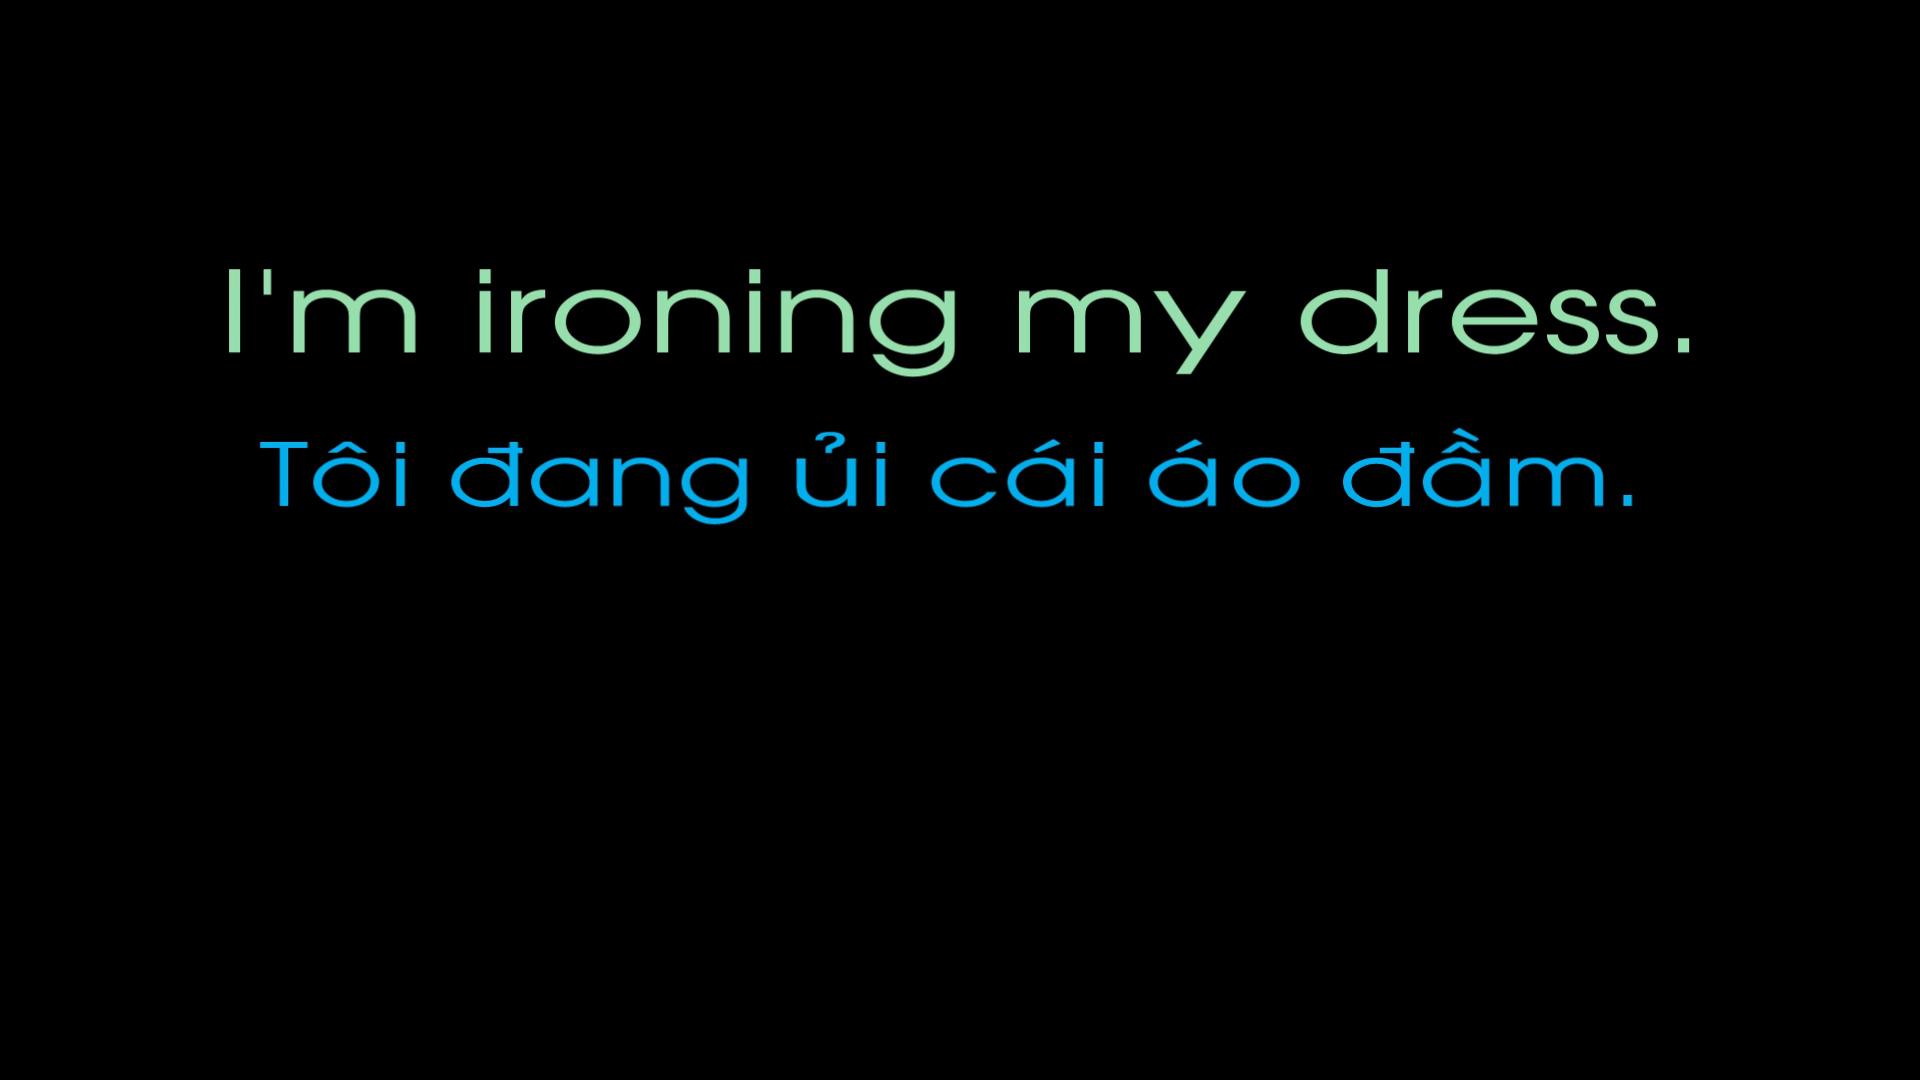 I'm ironing my dress.
Tôi đang ủi cái áo đầm.